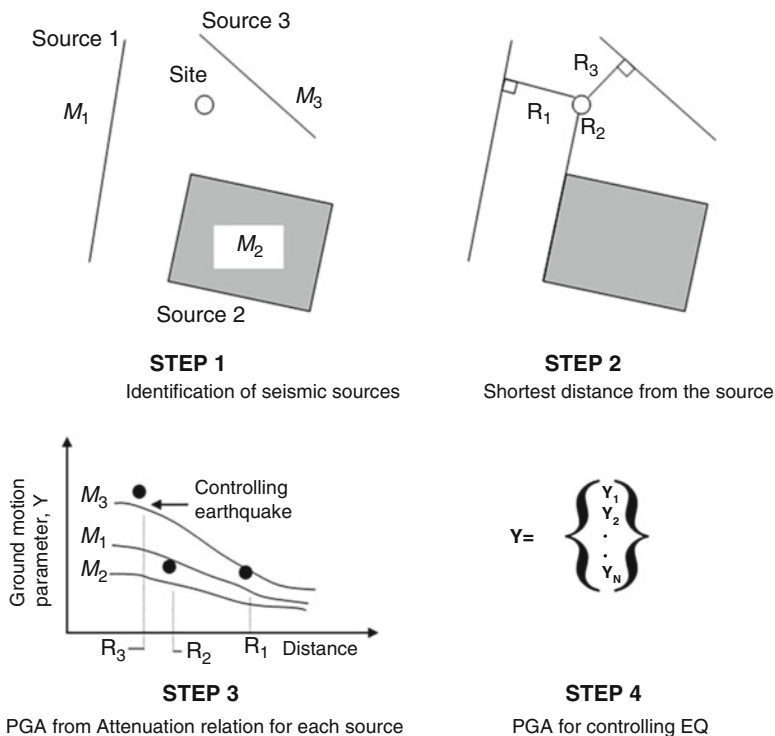 Source 1
Source 3
Site
M1
M3
M2
Source 2
R3
R1
R2
STEP 1
Identification of seismic sources
STEP 2
Shortest distance from the source
Ground motion
parameter, Y
M3
M1
M2
Controlling
earthquake
R3
R2
R1
Distance
STEP 3
PGA from Attenuation relation for each source
Y=
Y1
Y2
.
.
YN
STEP 4
PGA for controlling EQ